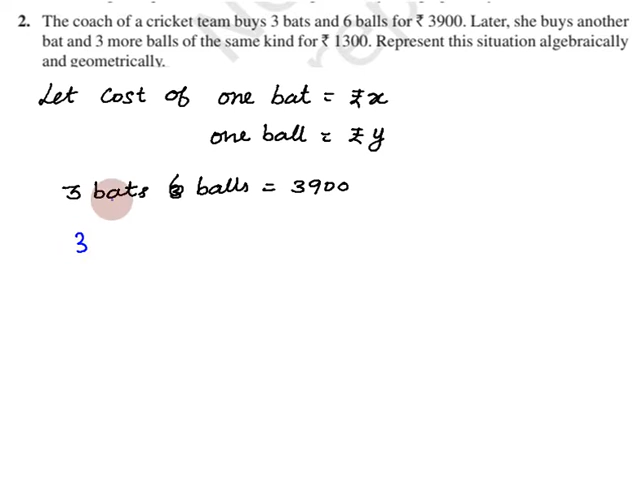 2. The coach of a cricket team buys 3 bats and 6 balls for ₹ 3900. Later, she buys another
bat and 3 more balls of the same kind for ₹ 1300. Represent this situation algebraically
and geometrically.
Let cost of one bat = ₹x
one ball = ₹y
3 bats 6 balls = 3900
3